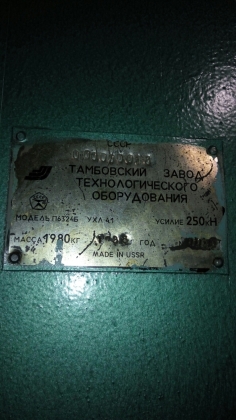 СССР
ТАМБОВСКИЙ ЗАВОД
ТЕХНОЛОГИЧЕСКОГО
ОБОРУДОВАНИЯ
МОДЕЛЬ П6324Б УХЛ 4.1 УСИЛИЕ 250кН
МАССА 1980кг ГОД
MADE IN USSR